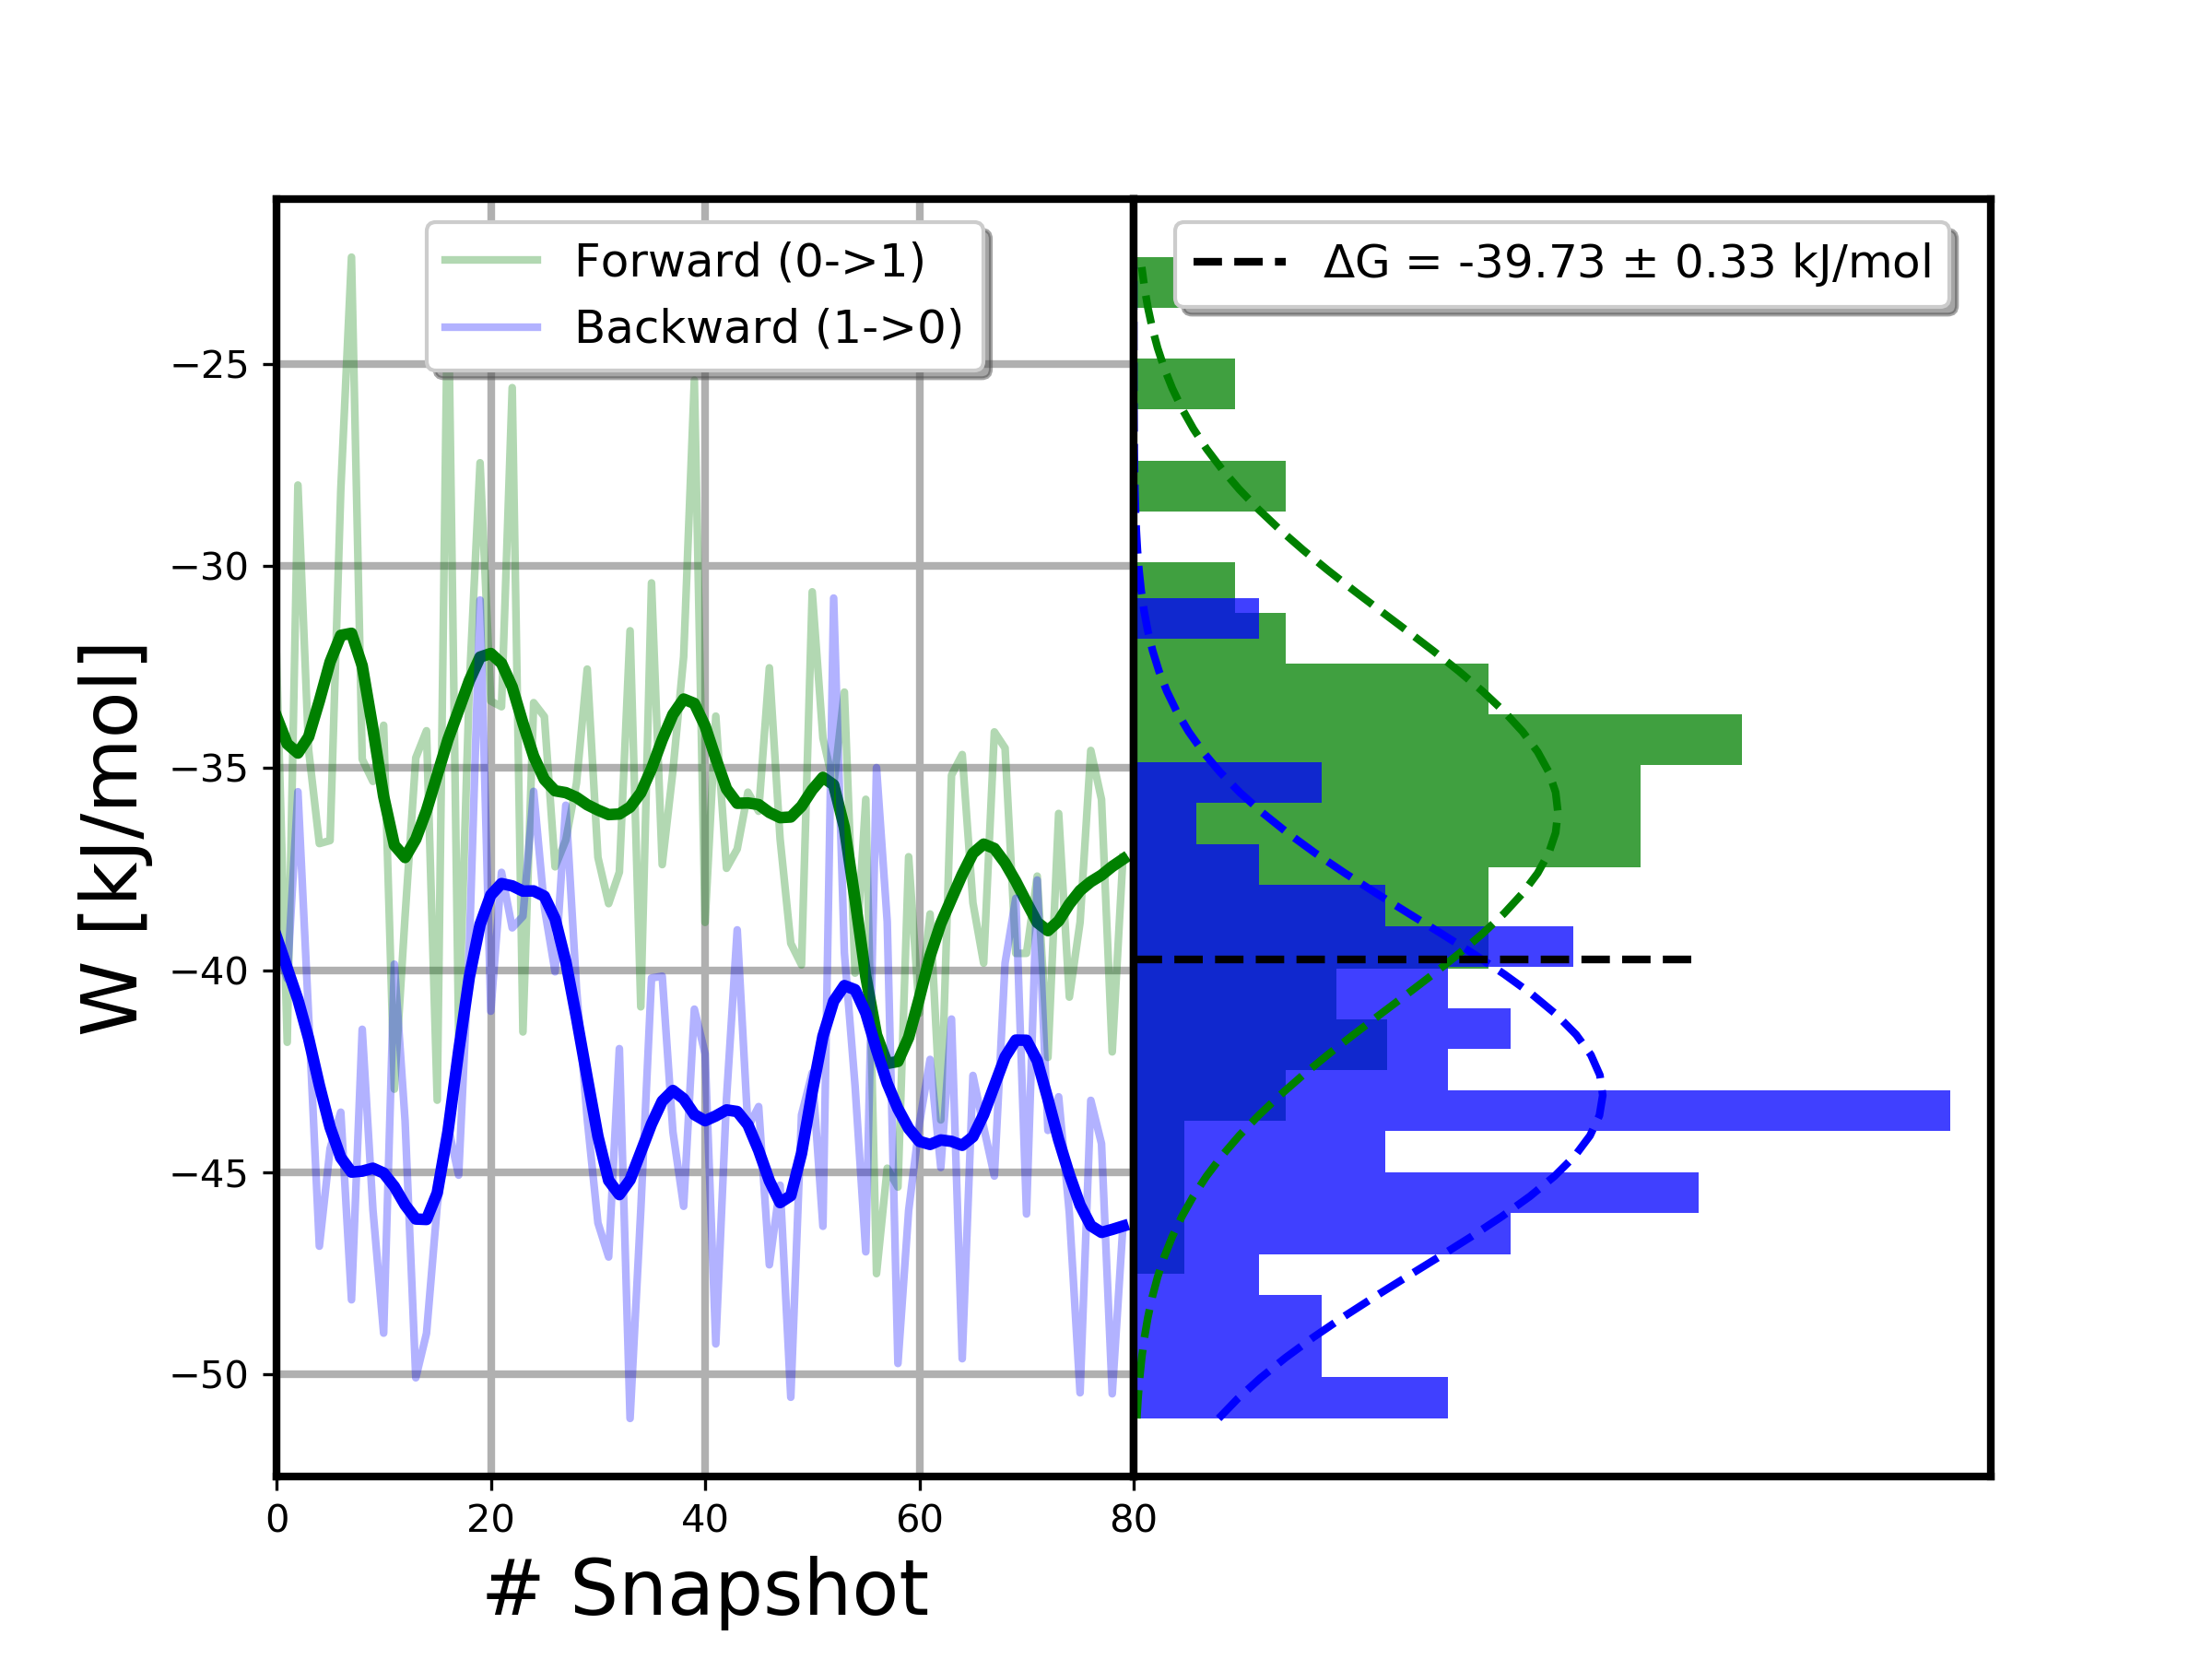 Forward (0->1)
Backward (1->0)
ΔG = -39.73 ± 0.33 kJ/mol
W [kJ/mol]
−25
−30
−35
−40
−45
−50
0 20 40 60 80
# Snapshot